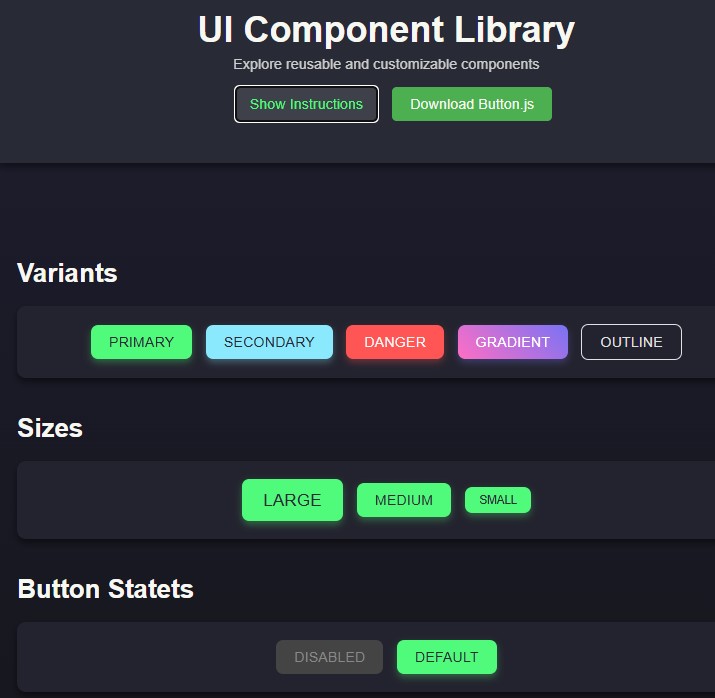 UI Component Library
Explore reusable and customizable components
Show Instructions Download Button.js
Variants
PRIMARY SECONDARY DANGER GRADIENT OUTLINE
Sizes
LARGE MEDIUM SMALL
Button Statets
DISABLED DEFAULT